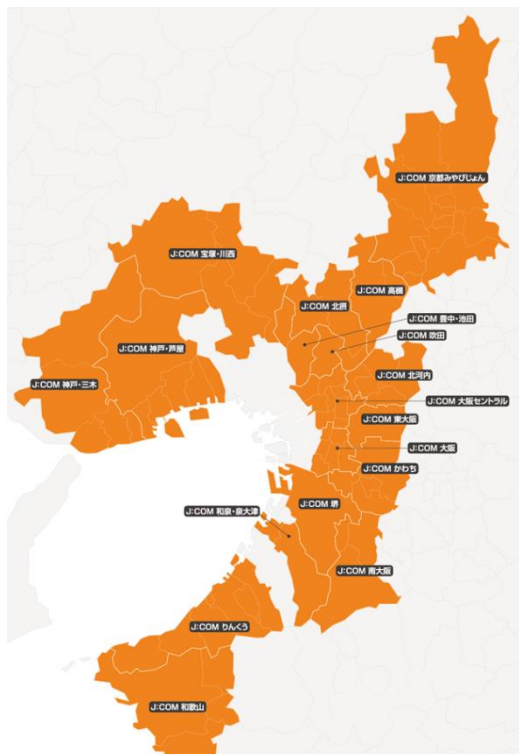 J:COM 京都みやびじょん
J:COM 宝塚・川西
J:COM 高槻
J:COM 北摂
J:COM 豊中・池田
J:COM 吹田
J:COM 神戸・芦屋
J:COM 北河内
J:COM 神戸・三木
J:COM 大阪セントラル
J:COM 東大阪
J:COM 大阪
J:COM かわち
J:COM 堺
J:COM 和泉・泉大津
J:COM 南大阪
J:COM りんくう
J:COM 和歌山